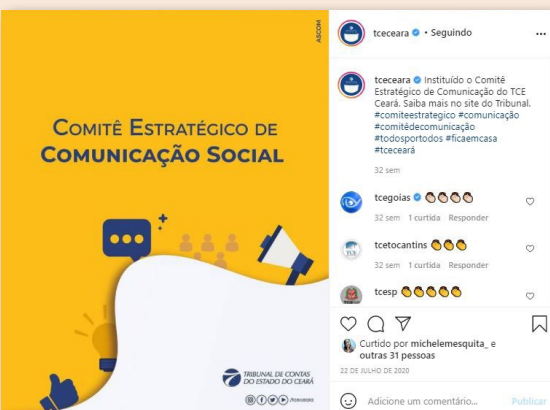 ASCOM
COMITÊ ESTRATÉGICO DE
COMUNICAÇÃO SOCIAL
TRIBUNAL DE CONTAS
DO ESTADO DO CEARÁ
tceceara • Seguindo
tceceara Instituído o Comitê
Estratégico de Comunicação do TCE
Ceará. Saiba mais no site do Tribunal.
#comiteestrategico #comunicação
#comitêdecomunicação
#todosportodos #ficaemcasa
#tceceará
32 sem
tcegoias 👏🏻👏🏻👏🏻👏🏻
32 sem 1 curtida Responder
tcetocantins 👏👏👏
32 sem 1 curtida Responder
tcesp 👏👏👏👏👏
Curtido por michelemesquita_ e
outras 31 pessoas
22 DE JULHO DE 2020
Adicione um comentário... Publicar